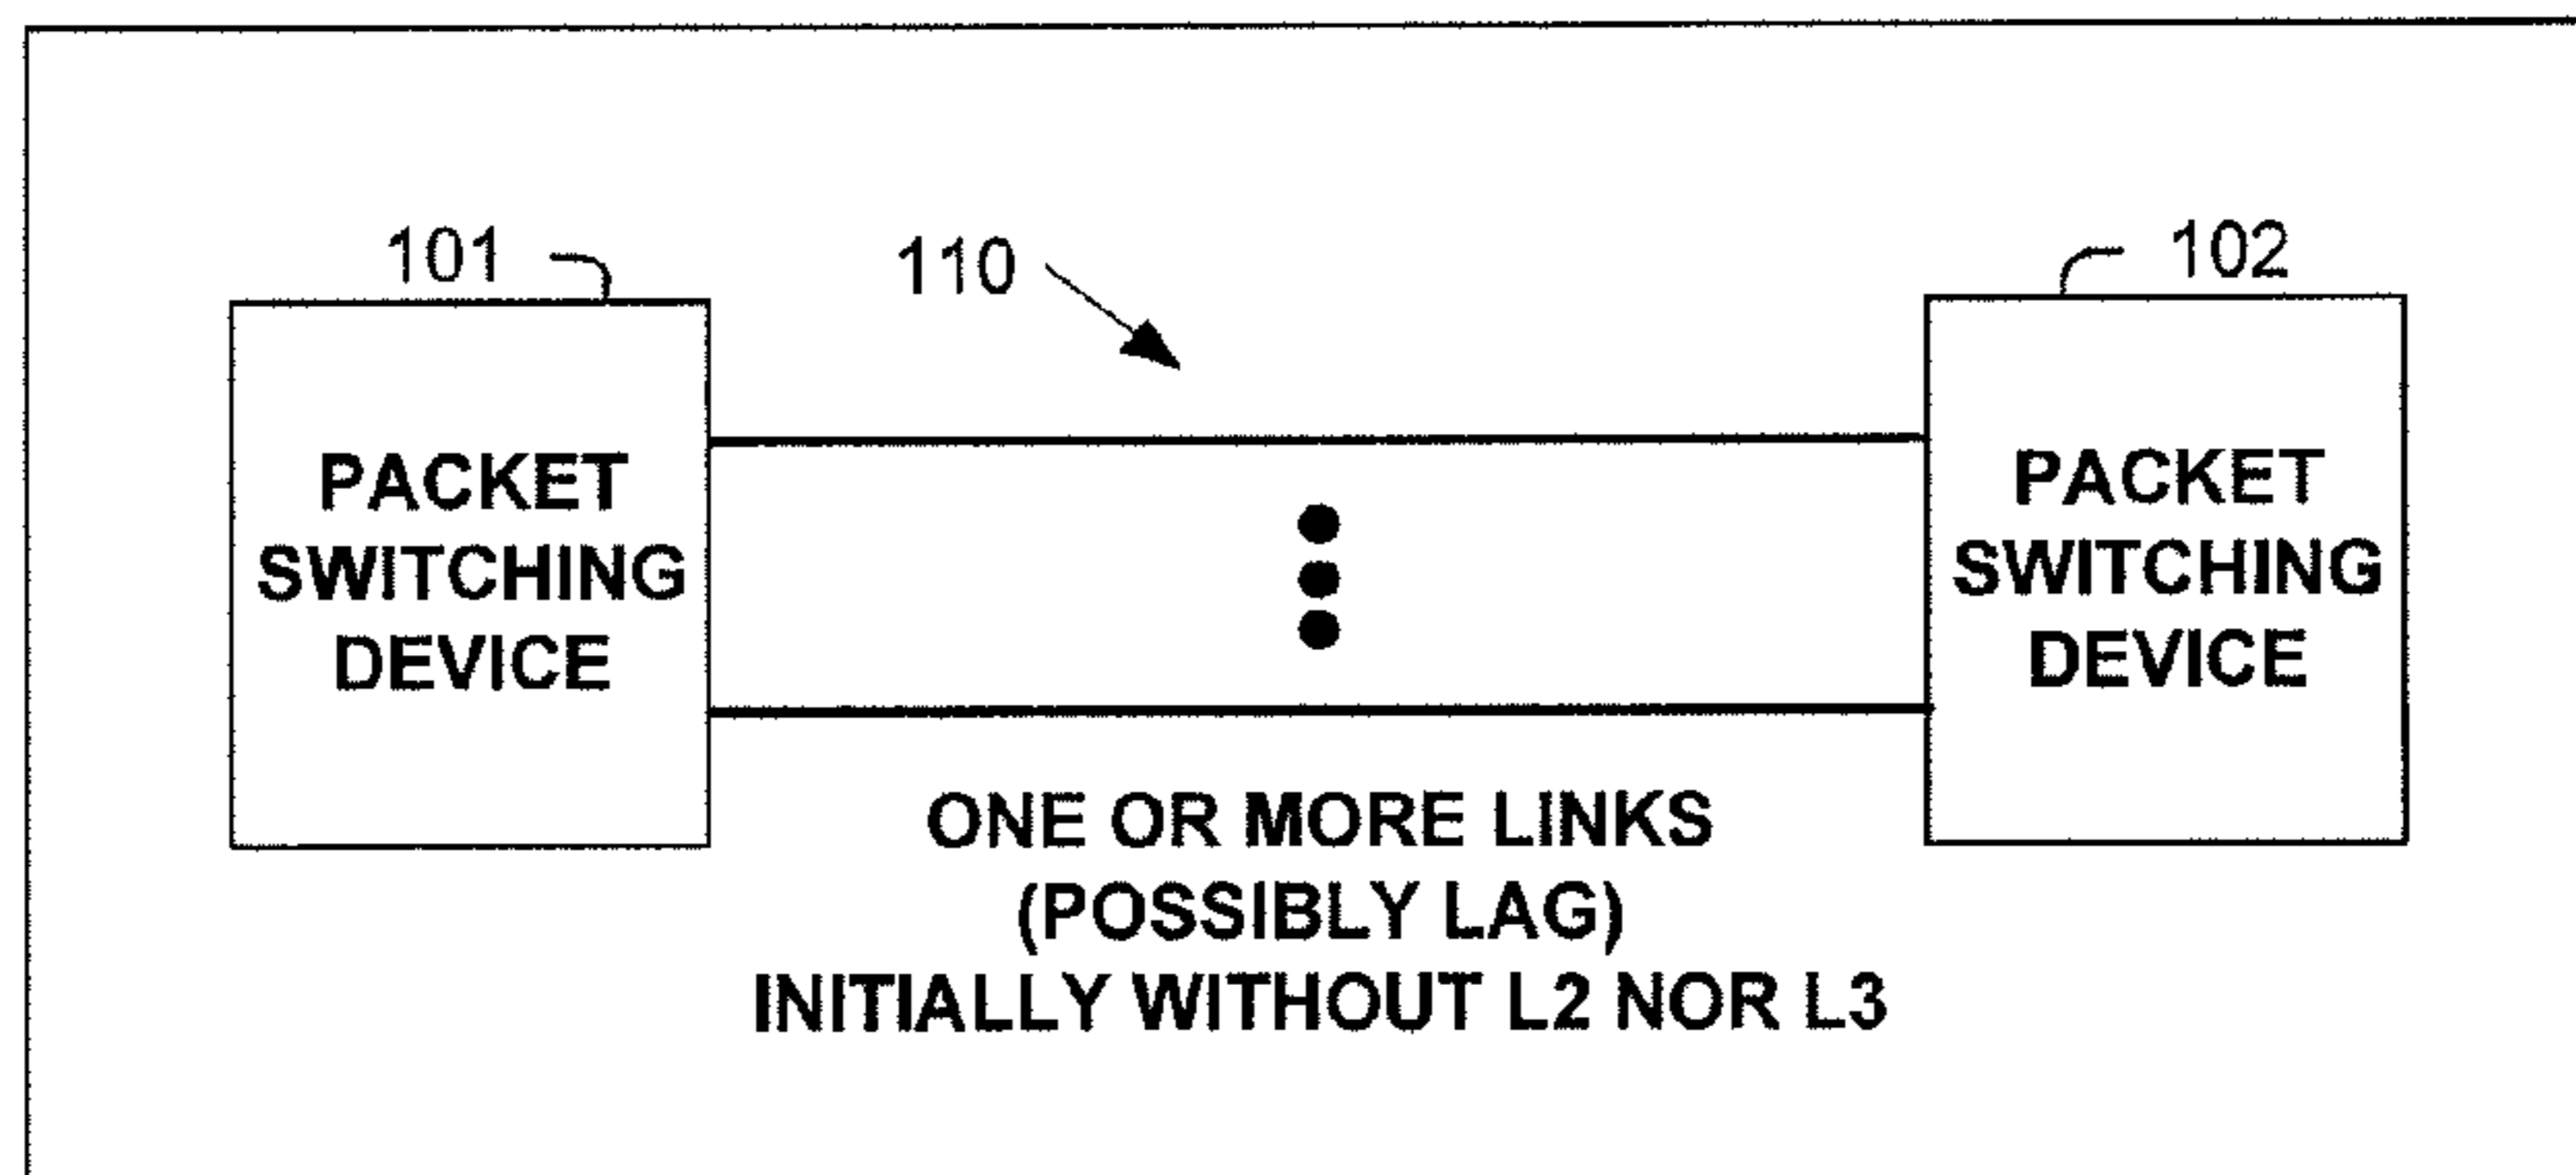 101
110
102
PACKET
SWITCHING
DEVICE
PACKET
SWITCHING
DEVICE
ONE OR MORE LINKS
(POSSIBLY LAG)
INITIALLY WITHOUT L2 NOR L3